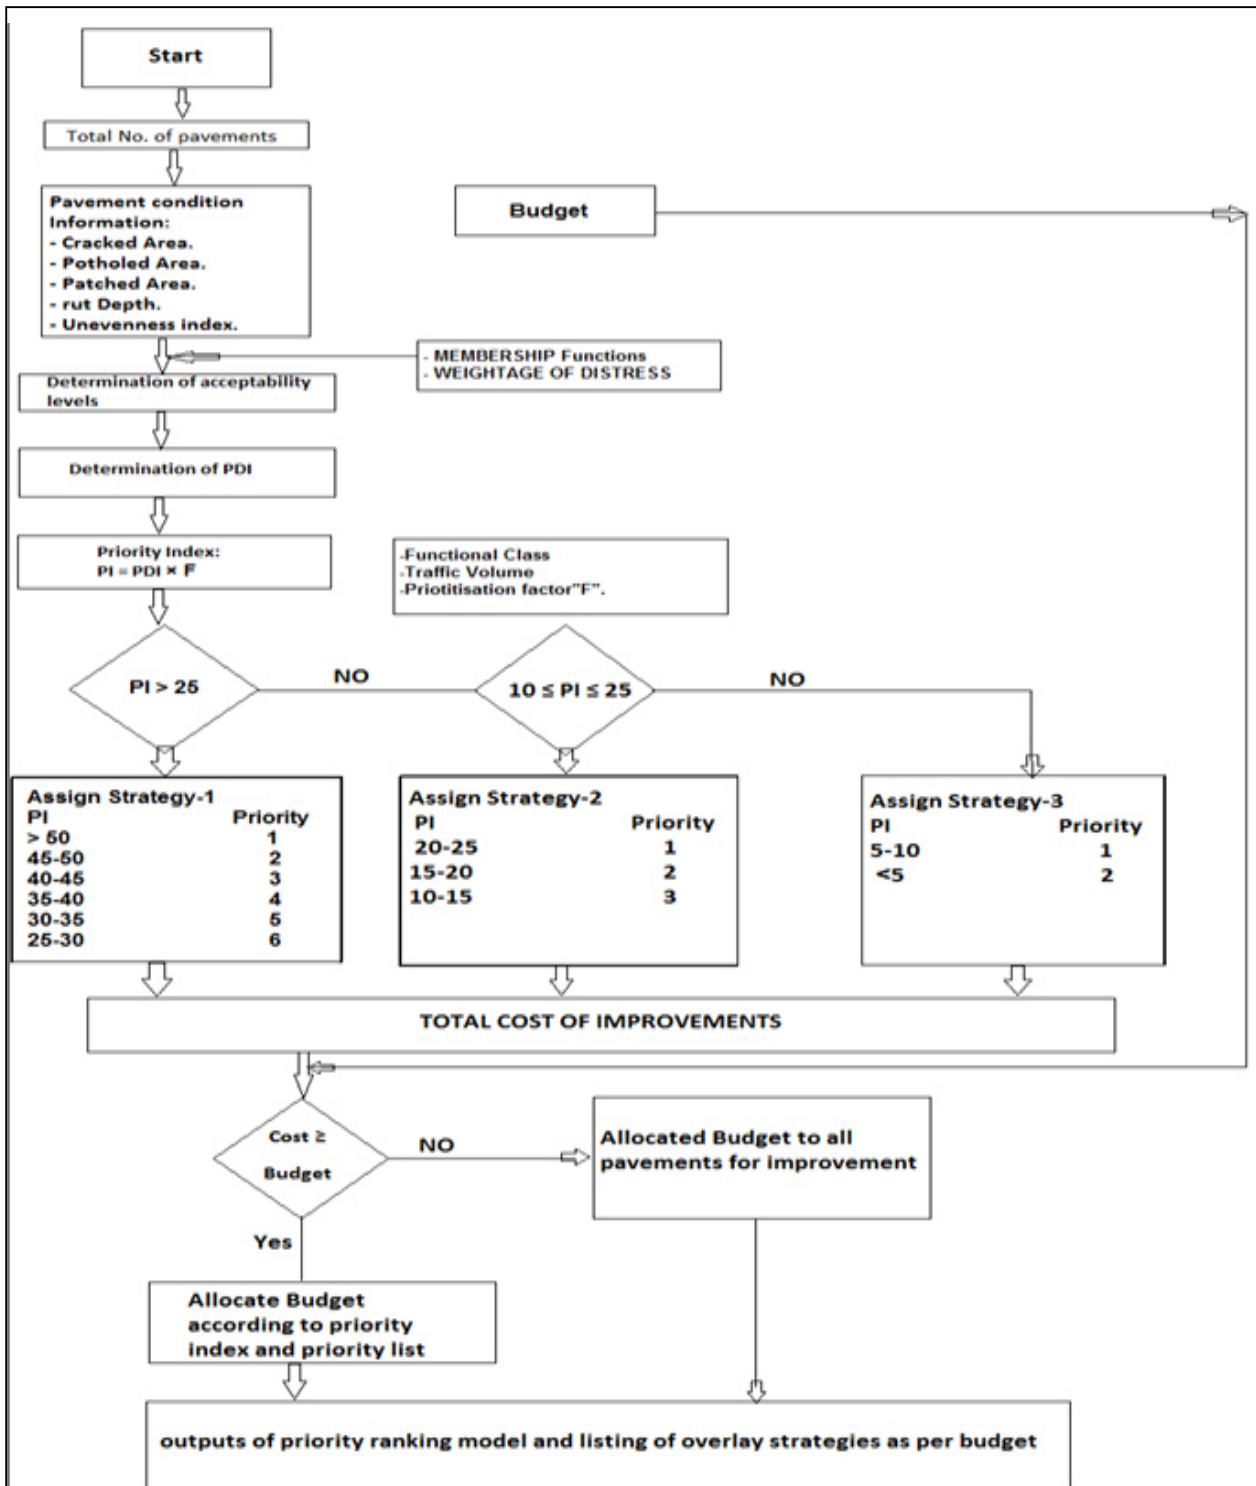 Start
Total No. of pavements
Pavement condition
Information:
- Cracked Area.
- Potholed Area.
- Patched Area.
- rut Depth.
- Unevenness index.
Budget
- MEMBERSHIP Functions
- WEIGHTAGE OF DISTRESS
Determination of acceptability
levels
Determination of PDI
Priority Index:
PI = PDI × F
-Functional Class
-Traffic Volume
-Priotitisation factor"F".
PI > 25
NO
10 ≤ PI ≤ 25
NO
Assign Strategy-1
PI Priority
> 50 1
45-50 2
40-45 3
35-40 4
30-35 5
25-30 6
Assign Strategy-2
PI Priority
20-25 1
15-20 2
10-15 3
Assign Strategy-3
PI Priority
5-10 1
<5 2
TOTAL COST OF IMPROVEMENTS
Cost ≥
Budget
NO
Allocated Budget to all
pavements for improvement
Yes
Allocate Budget
according to priority
index and priority list
outputs of priority ranking model and listing of overlay strategies as per budget